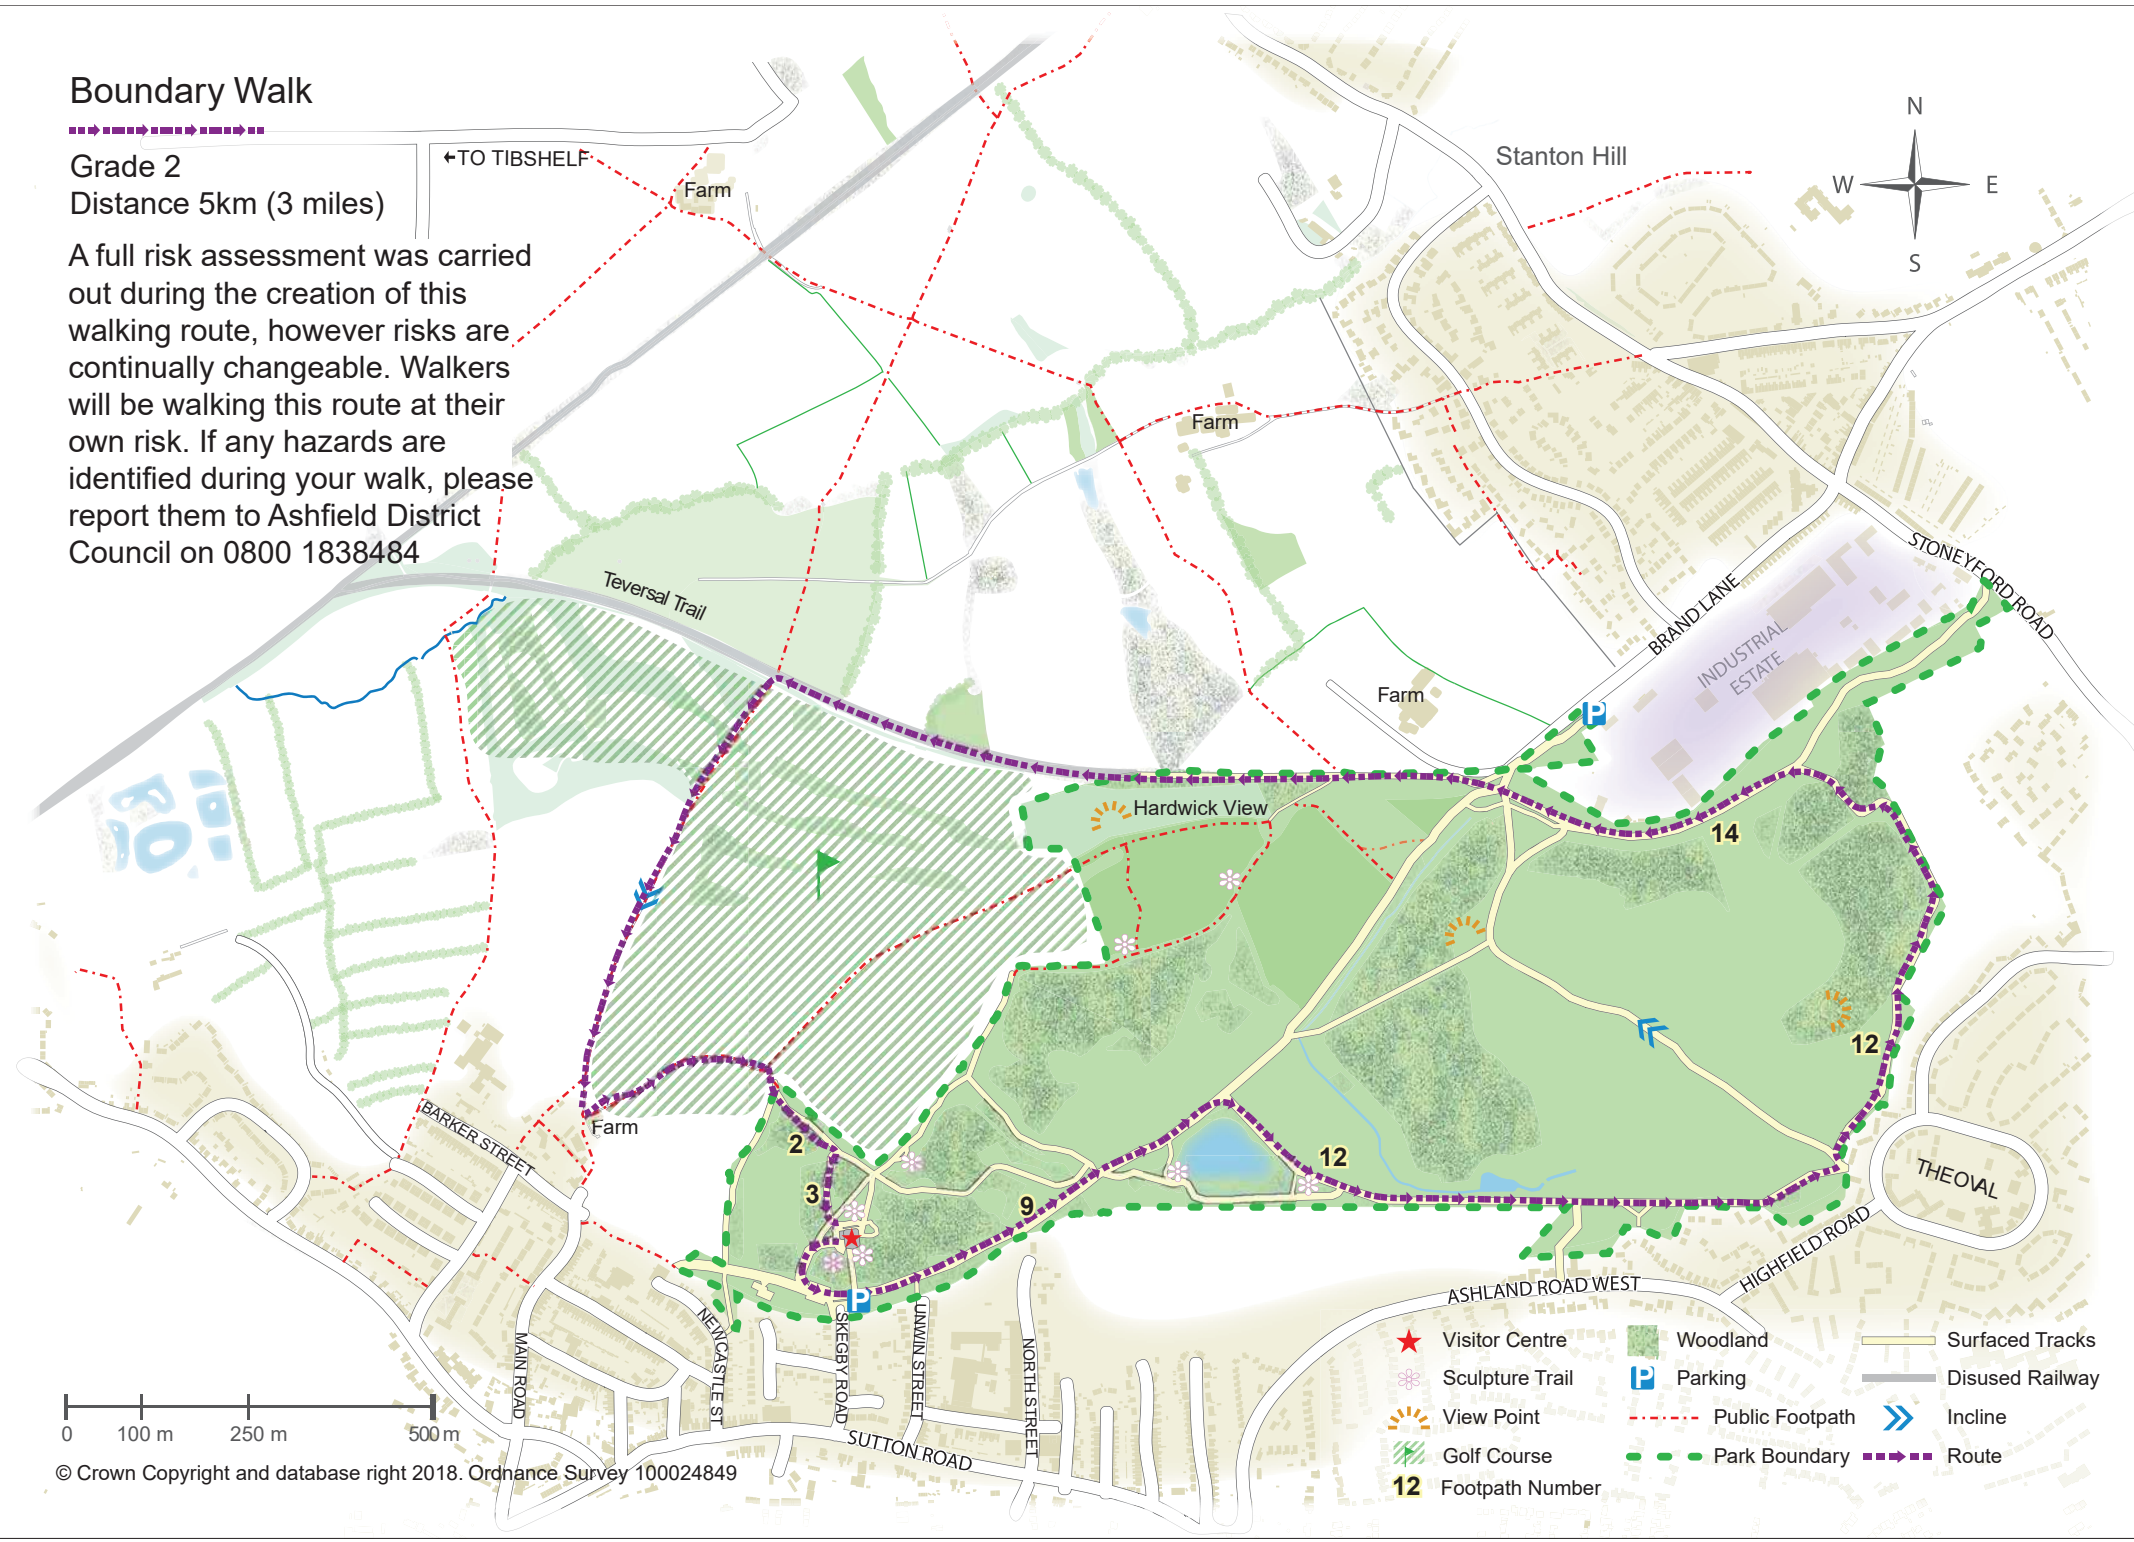 Boundary Walk
Grade 2
Distance 5km (3 miles)
A full risk assessment was carried
out during the creation of this
walking route, however risks are
continually changeable. Walkers
will be walking this route at their
own risk. If any hazards are
identified during your walk, please
report them to Ashfield District
Council on 0800 1838484
TO TIBSHELF
Farm
Stanton Hill
N
W
E
S
Farm
Teversal Trail
STONEYFORD ROAD
BRAND LANE
INDUSTRIAL
ESTATE
Farm
P
Hardwick View
14
12
BARKER STREET
Farm
2
3
9
12
THE OVAL
HIGHFIELD ROAD
ASHLAND ROAD WEST
P
MAIN ROAD
NEWCASTLE ST
SKEGBY ROAD
UNWIN STREET
NORTH STREET
SUTTON ROAD
0
100 m
250 m
500 m
© Crown Copyright and database right 2018. Ordnance Survey 100024849
Visitor Centre
Woodland
Surfaced Tracks
Sculpture Trail
P
Parking
Disused Railway
View Point
Public Footpath
Incline
Golf Course
Park Boundary
Route
12
Footpath Number